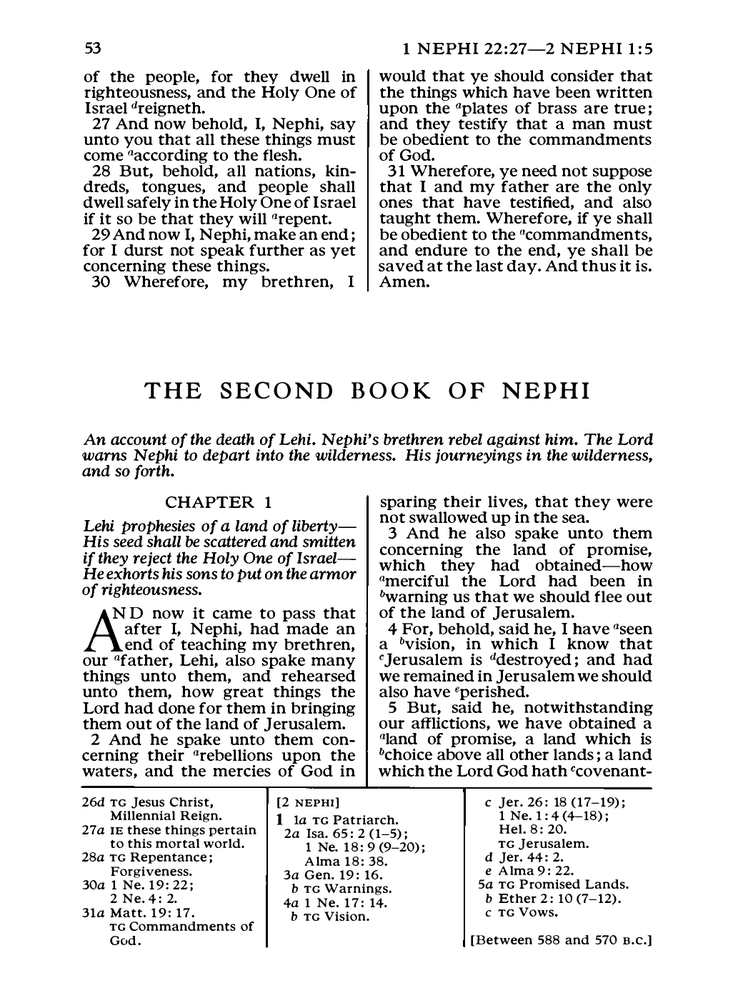 53
1 NEPHI 22:27—2 NEPHI 1:5
of the people, for they dwell in
righteousness, and the Holy One of
Israel dreigneth.
27 And now behold, I, Nephi, say
unto you that all these things must
come aaccording to the flesh.
28 But, behold, all nations, kin-
dreds, tongues, and people shall
dwell safely in the Holy One of Israel
if it so be that they will arepent.
29 And now I, Nephi, make an end;
for I durst not speak further as yet
concerning these things.
30 Wherefore, my brethren, I
would that ye should consider that
the things which have been written
upon the aplates of brass are true;
and they testify that a man must
be obedient to the commandments
of God.
31 Wherefore, ye need not suppose
that I and my father are the only
ones that have testified, and also
taught them. Wherefore, if ye shall
be obedient to the acommandments,
and endure to the end, ye shall be
saved at the last day. And thus it is.
Amen.
THE SECOND BOOK OF NEPHI
An account of the death of Lehi. Nephi's brethren rebel against him. The Lord
warns Nephi to depart into the wilderness. His journeyings in the wilderness,
and so forth.
CHAPTER 1
Lehi prophesies of a land of liberty—
His seed shall be scattered and smitten
if they reject the Holy One of Israel—
He exhorts his sons to put on the armor
of righteousness.
AND now it came to pass that
after I, Nephi, had made an
end of teaching my brethren,
our afather, Lehi, also spake many
things unto them, and rehearsed
unto them, how great things the
Lord had done for them in bringing
them out of the land of Jerusalem.
2 And he spake unto them con-
cerning their arebellions upon the
waters, and the mercies of God in
sparing their lives, that they were
not swallowed up in the sea.
3 And he also spake unto them
concerning the land of promise,
which they had obtained—how
amerciful the Lord had been in
bwarning us that we should flee out
of the land of Jerusalem.
4 For, behold, said he, I have aseen
a bvision, in which I know that
cJerusalem is ddestroyed; and had
we remained in Jerusalem we should
also have eperished.
5 But, said he, notwithstanding
our afflictions, we have obtained a
aland of promise, a land which is
bchoice above all other lands; a land
which the Lord God hath ccovenant-
26d TG Jesus Christ,
Millennial Reign.
27a IE these things pertain
to this mortal world.
28a TG Repentance;
Forgiveness.
30a 1 Ne. 19: 22;
2 Ne. 4: 2.
31a Matt. 19: 17.
TG Commandments of
God.
[2 NEPHI]
1 1a TG Patriarch.
2a Isa. 65: 2 (1–5);
1 Ne. 18: 9 (9–20);
Alma 18: 38.
3a Gen. 19: 16.
b TG Warnings.
4a 1 Ne. 17: 14.
b TG Vision.
c Jer. 26: 18 (17–19);
1 Ne. 1: 4 (4–18);
Hel. 8: 20.
TG Jerusalem.
d Jer. 44: 2.
e Alma 9: 22.
5a TG Promised Lands.
b Ether 2: 10 (7–12).
c TG Vows.
[Between 588 and 570 B.C.]